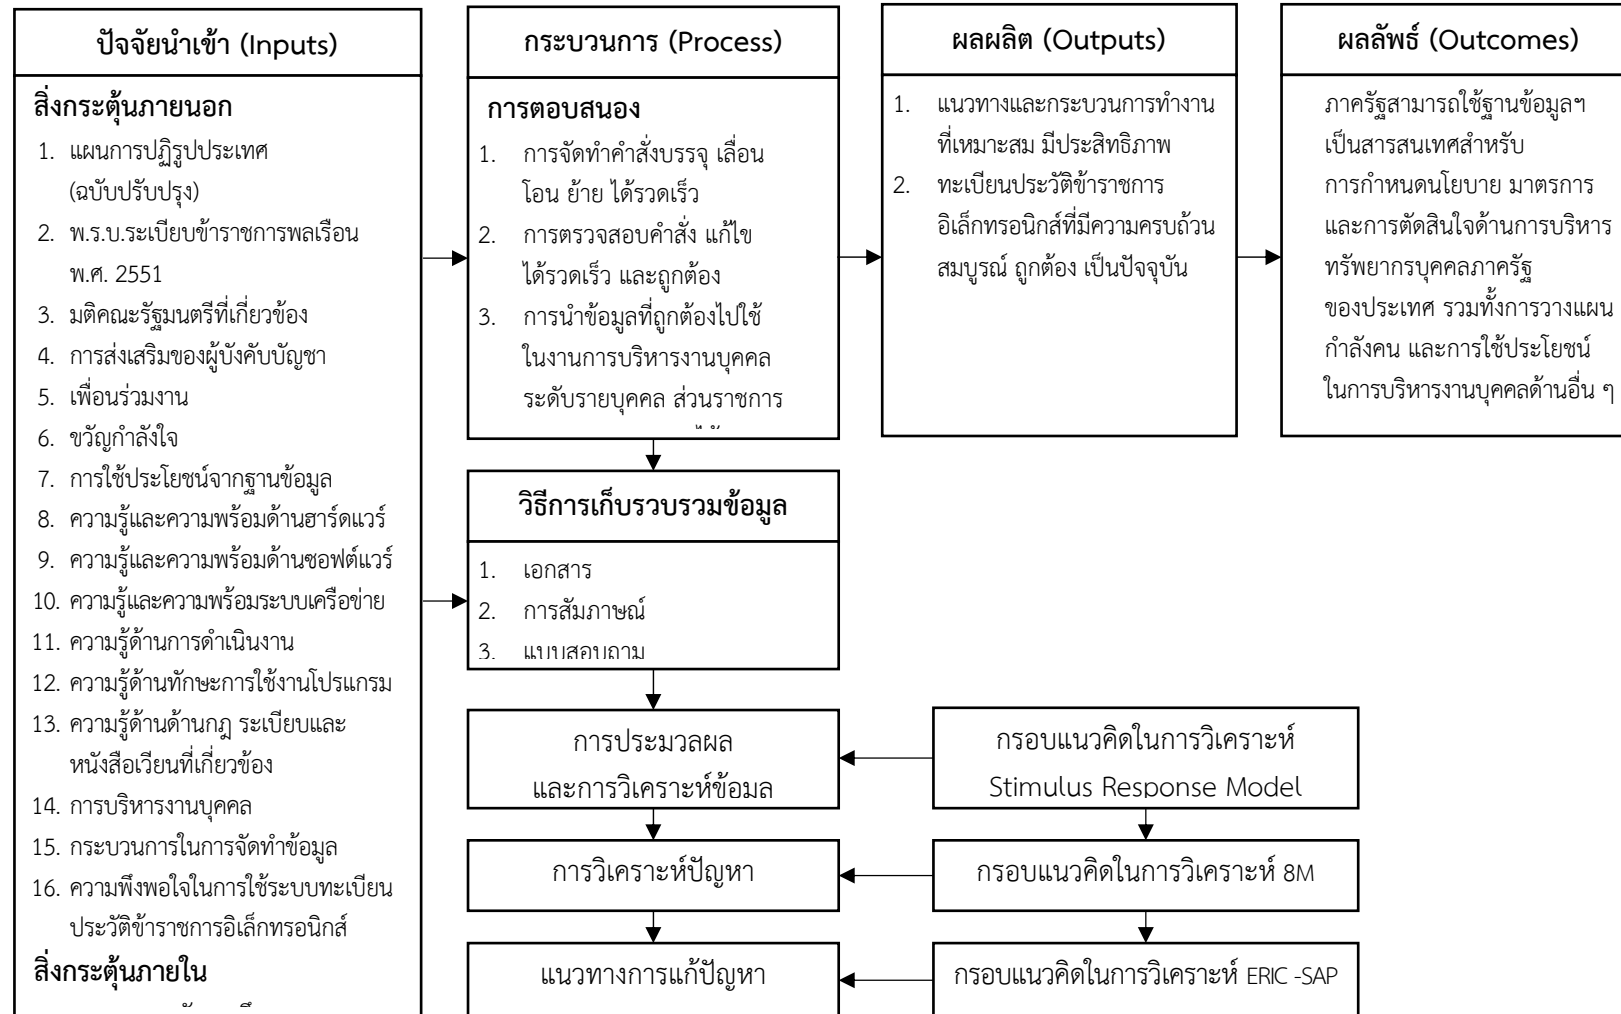 ปัจจัยนำเข้า (Inputs)
สิ่งกระตุ้นภายนอก
1. แผนการปฏิรูปประเทศ
(ฉบับปรับปรุง)
2. พ.ร.บ.ระเบียบข้าราชการพลเรือน
พ.ศ. 2551
3. มติคณะรัฐมนตรีที่เกี่ยวข้อง
4. การส่งเสริมของผู้บังคับบัญชา
5. เพื่อนร่วมงาน
6. ขวัญกำลังใจ
7. การใช้ประโยชน์จากฐานข้อมูล
8. ความรู้และความพร้อมด้านฮาร์ดแวร์
9. ความรู้และความพร้อมด้านซอฟต์แวร์
10. ความรู้และความพร้อมระบบเครือข่าย
11. ความรู้ด้านการดำเนินงาน
12. ความรู้ด้านทักษะการใช้งานโปรแกรม
13. ความรู้ด้านด้านกฎ ระเบียบและ
หนังสือเวียนที่เกี่ยวข้อง
14. การบริหารงานบุคคล
15. กระบวนการในการจัดทำข้อมูล
16. ความพึงพอใจในการใช้ระบบทะเบียน
ประวัติข้าราชการอิเล็กทรอนิกส์
สิ่งกระตุ้นภายใน
กระบวนการ (Process)
การตอบสนอง
1. การจัดทำคำสั่งบรรจุ เลื่อน
โอน ย้าย ได้รวดเร็ว
2. การตรวจสอบคำสั่ง แก้ไข
ได้รวดเร็ว และถูกต้อง
3. การนำข้อมูลที่ถูกต้องไปใช้
ในงานการบริหารงานบุคคล
ระดับรายบุคคล ส่วนราชการ
ผลผลิต (Outputs)
1. แนวทางและกระบวนการทำงาน
ที่เหมาะสม มีประสิทธิภาพ
2. ทะเบียนประวัติข้าราชการ
อิเล็กทรอนิกส์ที่มีความครบถ้วน
สมบูรณ์ ถูกต้อง เป็นปัจจุบัน
ผลลัพธ์ (Outcomes)
ภาครัฐสามารถใช้ฐานข้อมูลฯ
เป็นสารสนเทศสำหรับ
การกำหนดนโยบาย มาตรการ
และการตัดสินใจด้านการบริหาร
ทรัพยากรบุคคลภาครัฐ
ของประเทศ รวมทั้งการวางแผน
กำลังคน และการใช้ประโยชน์
ในการบริหารงานบุคคลด้านอื่น ๆ
วิธีการเก็บรวบรวมข้อมูล
1. เอกสาร
2. การสัมภาษณ์
3. แบบสอบถาม
การประมวลผล
และการวิเคราะห์ข้อมูล
กรอบแนวคิดในการวิเคราะห์
Stimulus Response Model
การวิเคราะห์ปัญหา
กรอบแนวคิดในการวิเคราะห์ 8M
แนวทางการแก้ปัญหา
กรอบแนวคิดในการวิเคราะห์ ERIC -SAP